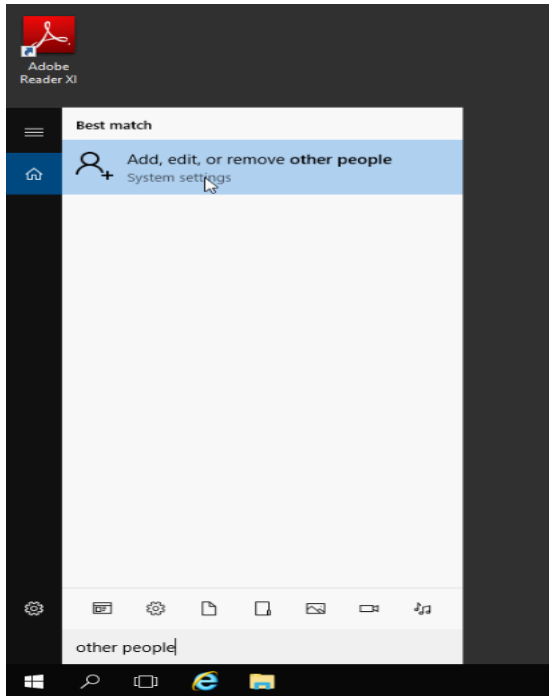 Adobe
Reader XI
Best match
Add, edit, or remove other people
System settings
other people